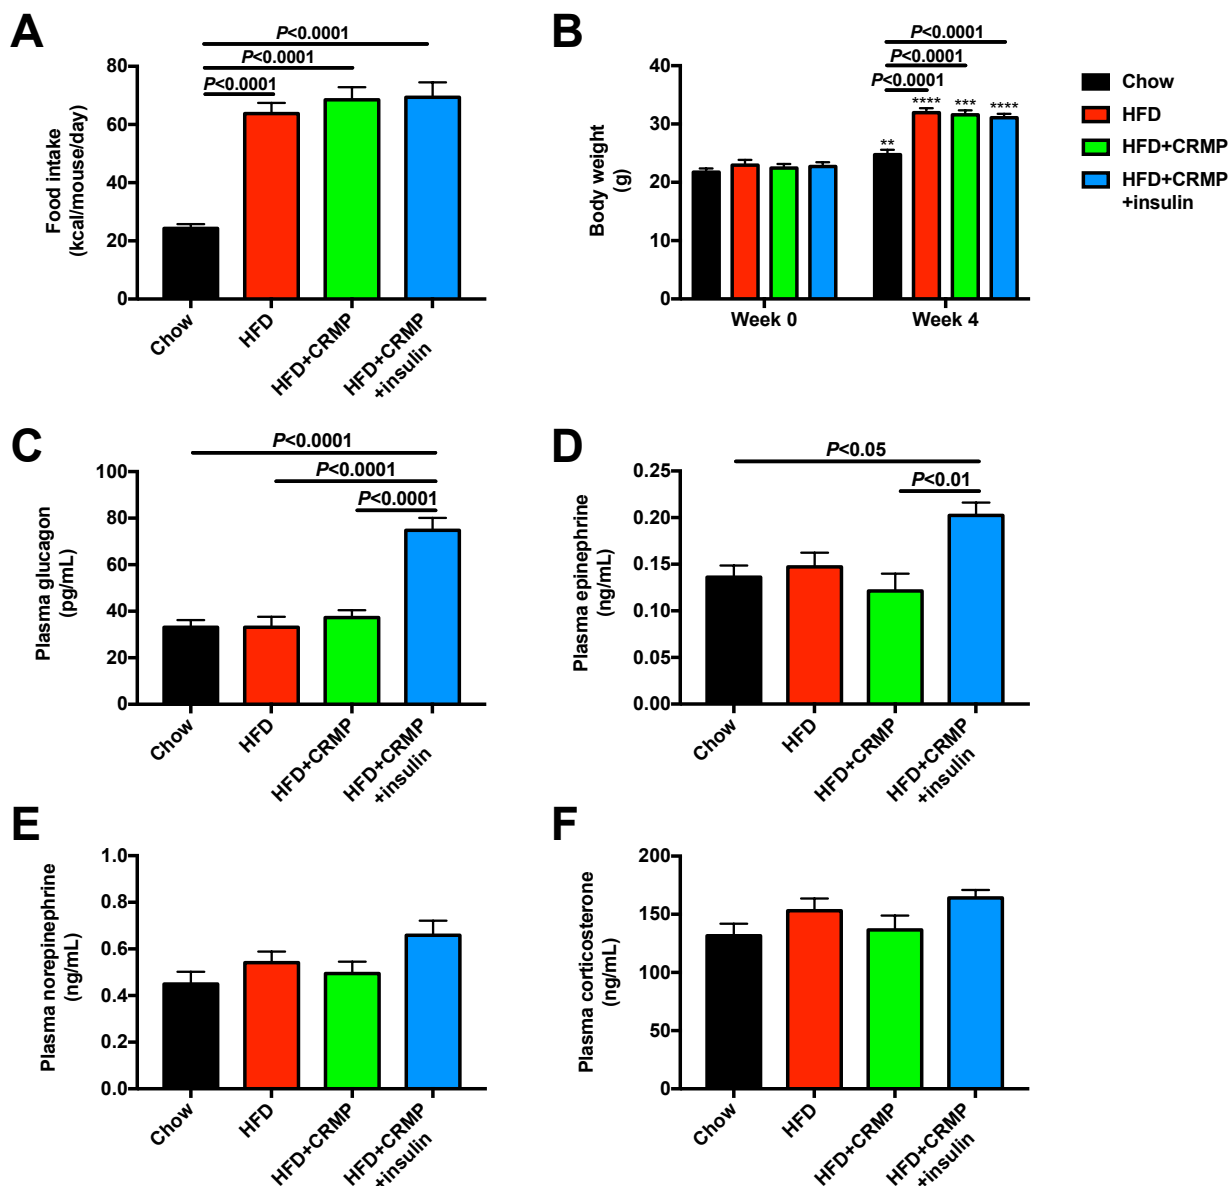 A
P<0.0001
P<0.0001
P<0.0001
80
60
40
20
0
Food intake
(kcal/mouse/day)
Chow
HFD
HFD+CRMP
HFD+CRMP
+insulin
B
P<0.0001
P<0.0001
P<0.0001
40
30
20
10
0
Body weight
(g)
**
****
***
****
Week 0
Week 4
Chow
HFD
HFD+CRMP
HFD+CRMP
+insulin
C
P<0.0001
P<0.0001
P<0.0001
100
80
60
40
20
0
Plasma glucagon
(pg/mL)
Chow
HFD
HFD+CRMP
HFD+CRMP
+insulin
D
P<0.05
P<0.01
0.25
0.20
0.15
0.10
0.05
0.00
Plasma epinephrine
(ng/mL)
Chow
HFD
HFD+CRMP
HFD+CRMP
+insulin
E
1.0
0.8
0.6
0.4
0.2
0.0
Plasma norepinephrine
(ng/mL)
Chow
HFD
HFD+CRMP
HFD+CRMP
+insulin
F
200
150
100
50
0
Plasma corticosterone
(ng/mL)
Chow
HFD
HFD+CRMP
HFD+CRMP
+insulin